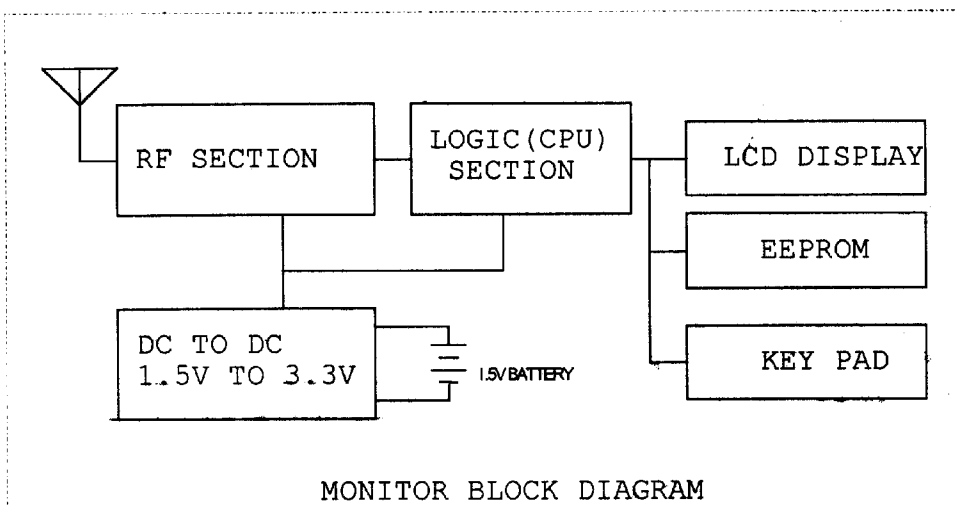 RF SECTION
LOGIC(CPU)
SECTION
LCD DISPLAY
EEPROM
KEY PAD
DC TO DC
1.5V TO 3.3V
1.5V BATTERY
MONITOR BLOCK DIAGRAM